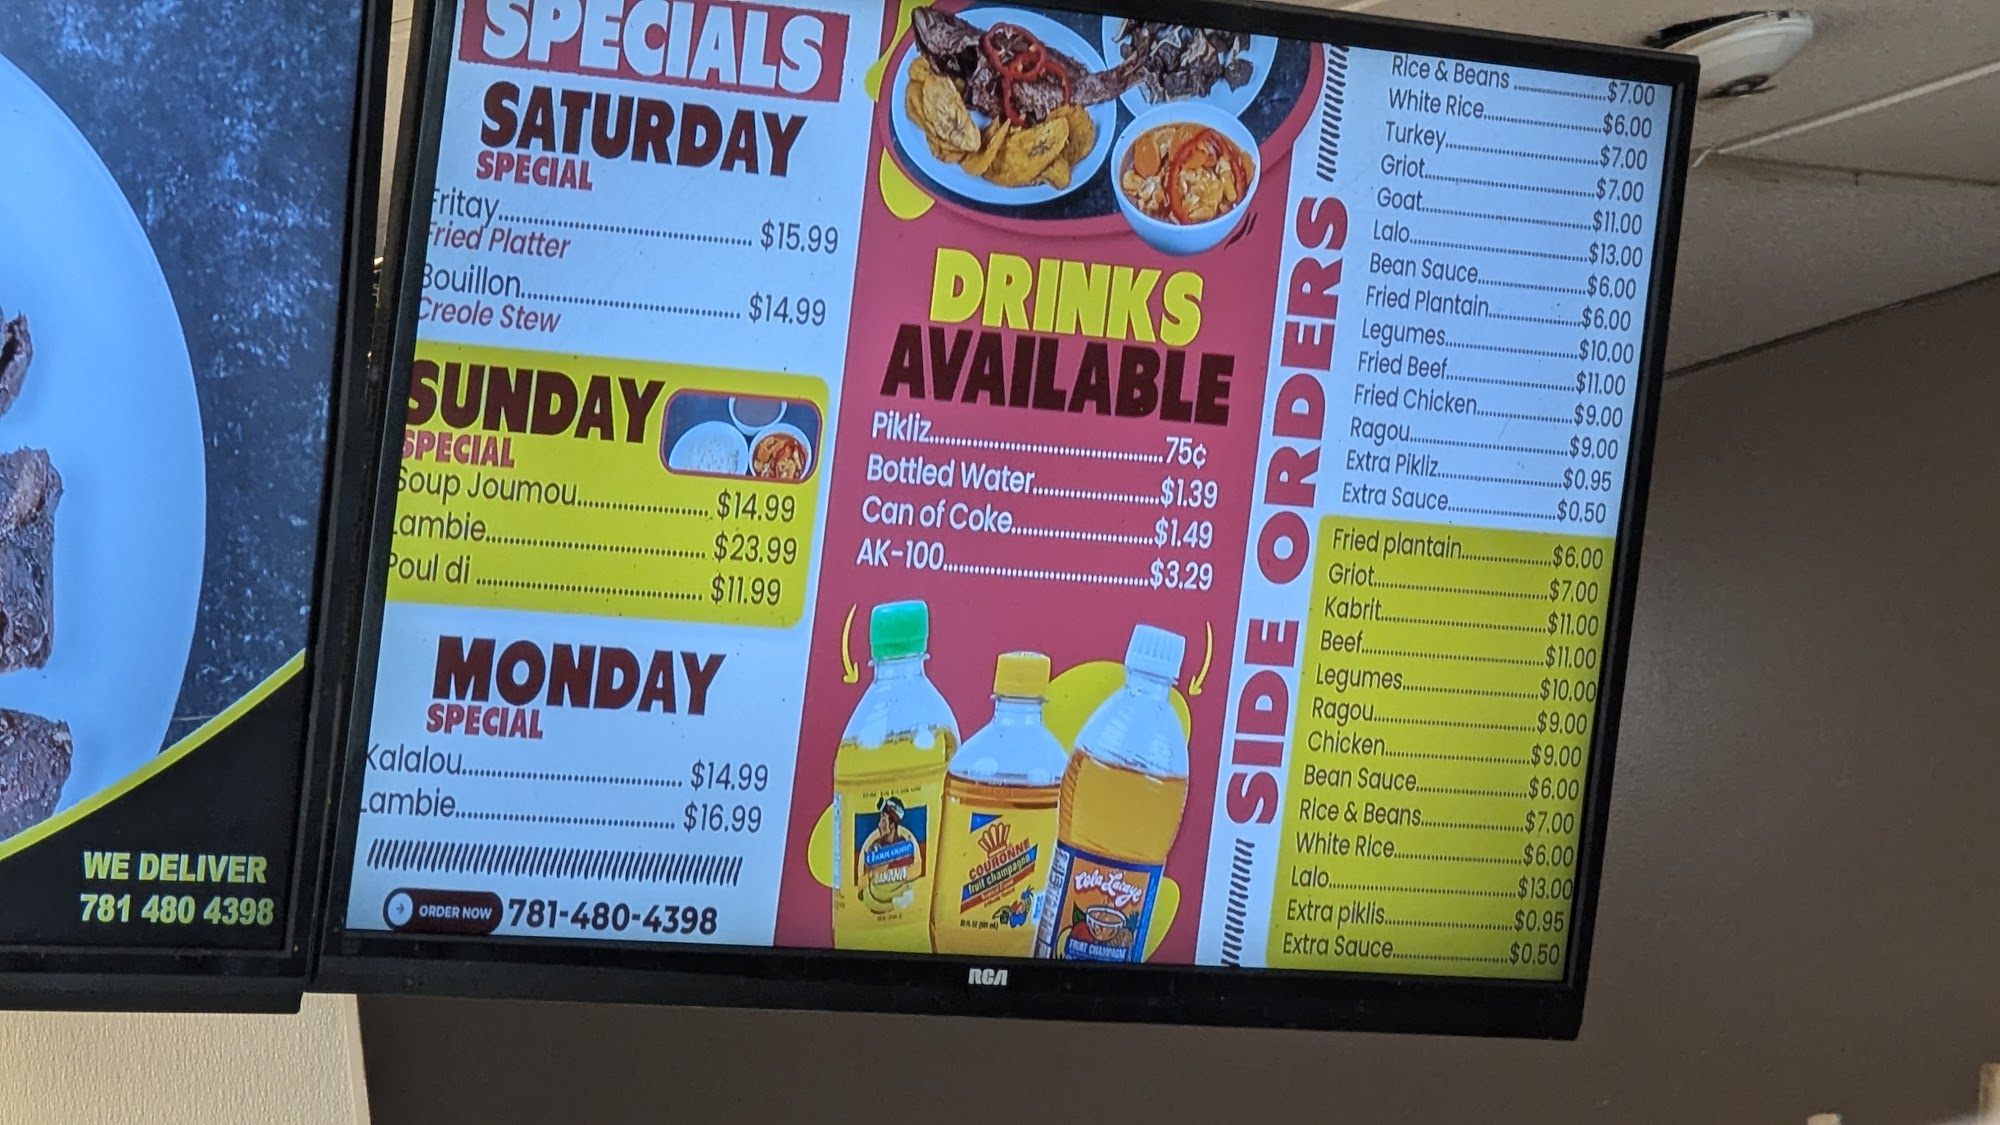 WE DELIVER
781 480 4398
SPECIALS
SATURDAY
SPECIAL
Fritay........ $15.99
Fried Platter
Bouillon........ $14.99
Creole Stew
SUNDAY
SPECIAL
Soup Joumou........ $14.99
Lambie........ $23.99
Poul di ........ $11.99
MONDAY
SPECIAL
Kalalou........ $14.99
Lambie........ $16.99
ORDER NOW 781-480-4398
DRINKS
AVAILABLE
Pikliz........75¢
Bottled Water........$1.39
Can of Coke........$1.49
AK-100........$3.29
BANANA
COURONNE
fruit champagne
Cola Lacaye
FRUIT CHAMPAGNE
SIDE ORDERS
Rice & Beans ........$7.00
White Rice........$6.00
Turkey........$7.00
Griot........$7.00
Goat........$11.00
Lalo........$13.00
Bean Sauce........$6.00
Fried Plantain........$6.00
Legumes........$10.00
Fried Beef........$11.00
Fried Chicken........$9.00
Ragou........$9.00
Extra Pikliz........$0.95
Extra Sauce........$0.50
Fried plantain........$6.00
Griot........$7.00
Kabrit........$11.00
Beef........$11.00
Legumes........$10.00
Ragou........$9.00
Chicken........$9.00
Bean Sauce........$6.00
Rice & Beans........$7.00
White Rice........$6.00
Lalo........$13.00
Extra piklis........$0.95
Extra Sauce........$0.50
RCA